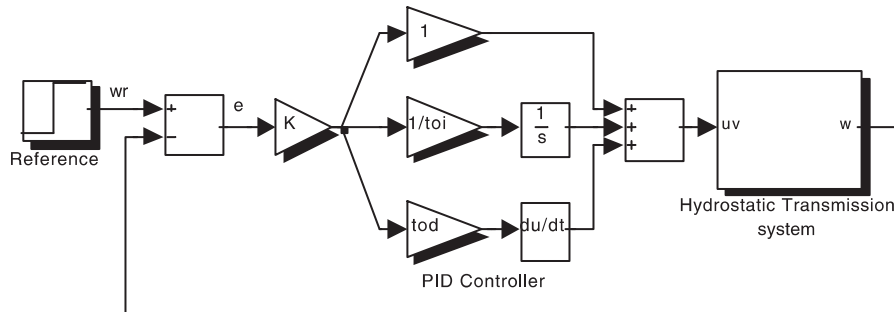 1
wr
+
−
e
K
1/toi
1
s
+
+
+
uv
w
Reference
tod
du/dt
Hydrostatic Transmission
system
PID Controller